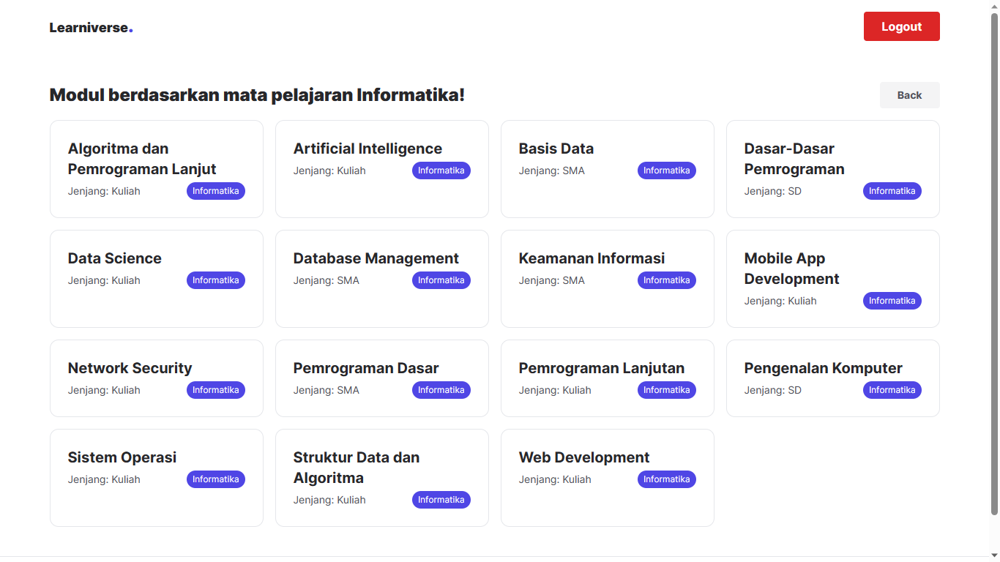 Learniverse.
Logout
Modul berdasarkan mata pelajaran Informatika!
Back
Algoritma dan
Pemrograman Lanjut
Jenjang: Kuliah
Informatika
Artificial Intelligence
Jenjang: Kuliah
Informatika
Basis Data
Jenjang: SMA
Informatika
Dasar-Dasar
Pemrograman
Jenjang: SD
Informatika
Data Science
Jenjang: Kuliah
Informatika
Database Management
Jenjang: SMA
Informatika
Keamanan Informasi
Jenjang: SMA
Informatika
Mobile App
Development
Jenjang: Kuliah
Informatika
Network Security
Jenjang: Kuliah
Informatika
Pemrograman Dasar
Jenjang: SMA
Informatika
Pemrograman Lanjutan
Jenjang: Kuliah
Informatika
Pengenalan Komputer
Jenjang: SD
Informatika
Sistem Operasi
Jenjang: Kuliah
Informatika
Struktur Data dan
Algoritma
Jenjang: Kuliah
Informatika
Web Development
Jenjang: Kuliah
Informatika